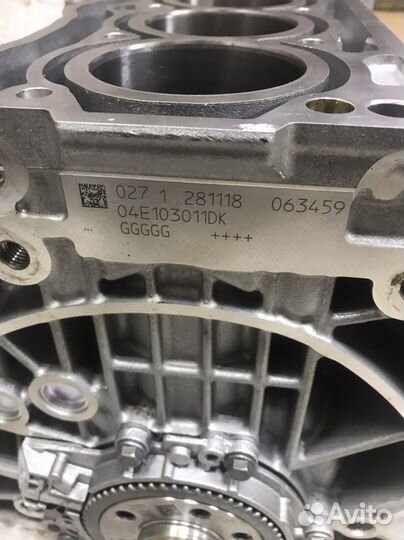 027 1 281118 063459
04E103011DK
... GGGGG ++++
Avito